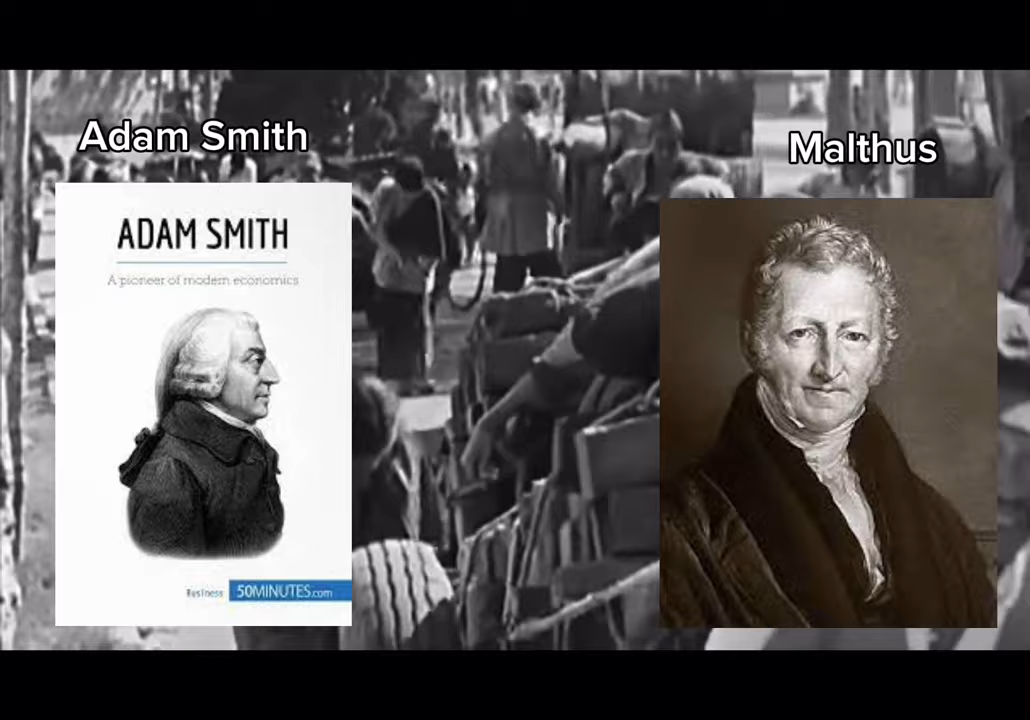 Adam Smith
Malthus
ADAM SMITH
A pioneer of modern economics
Business
50MINUTES.com